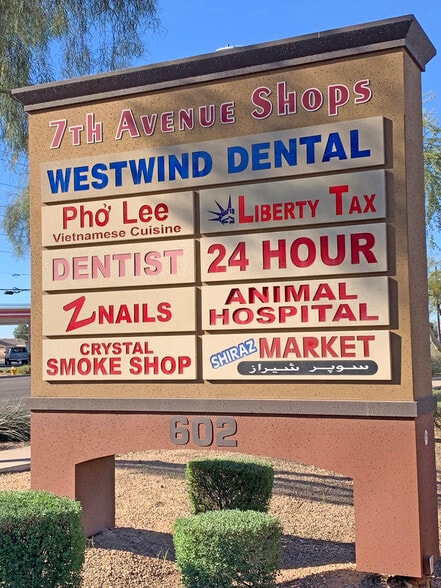 7th Avenue Shops
WESTWIND DENTAL
Phở Lee
Vietnamese Cuisine
LIBERTY TAX
DENTIST
24 HOUR
Z NAILS
ANIMAL
HOSPITAL
CRYSTAL
SMOKE SHOP
SHIRAZ MARKET
سوپر شیراز
602